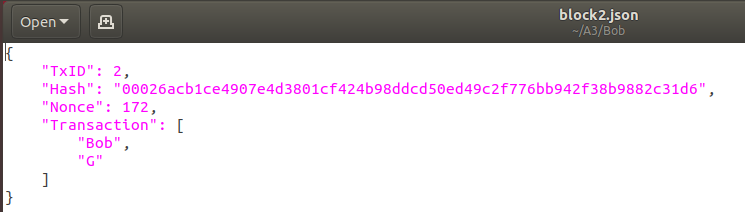 Open
block2.json
~/A3/Bob
{
    "TxID": 2,
    "Hash": "00026acb1ce4907e4d3801cf424b98ddcd50ed49c2f776bb942f38b9882c31d6",
    "Nonce": 172,
    "Transaction": [
        "Bob",
        "G"
    ]
}